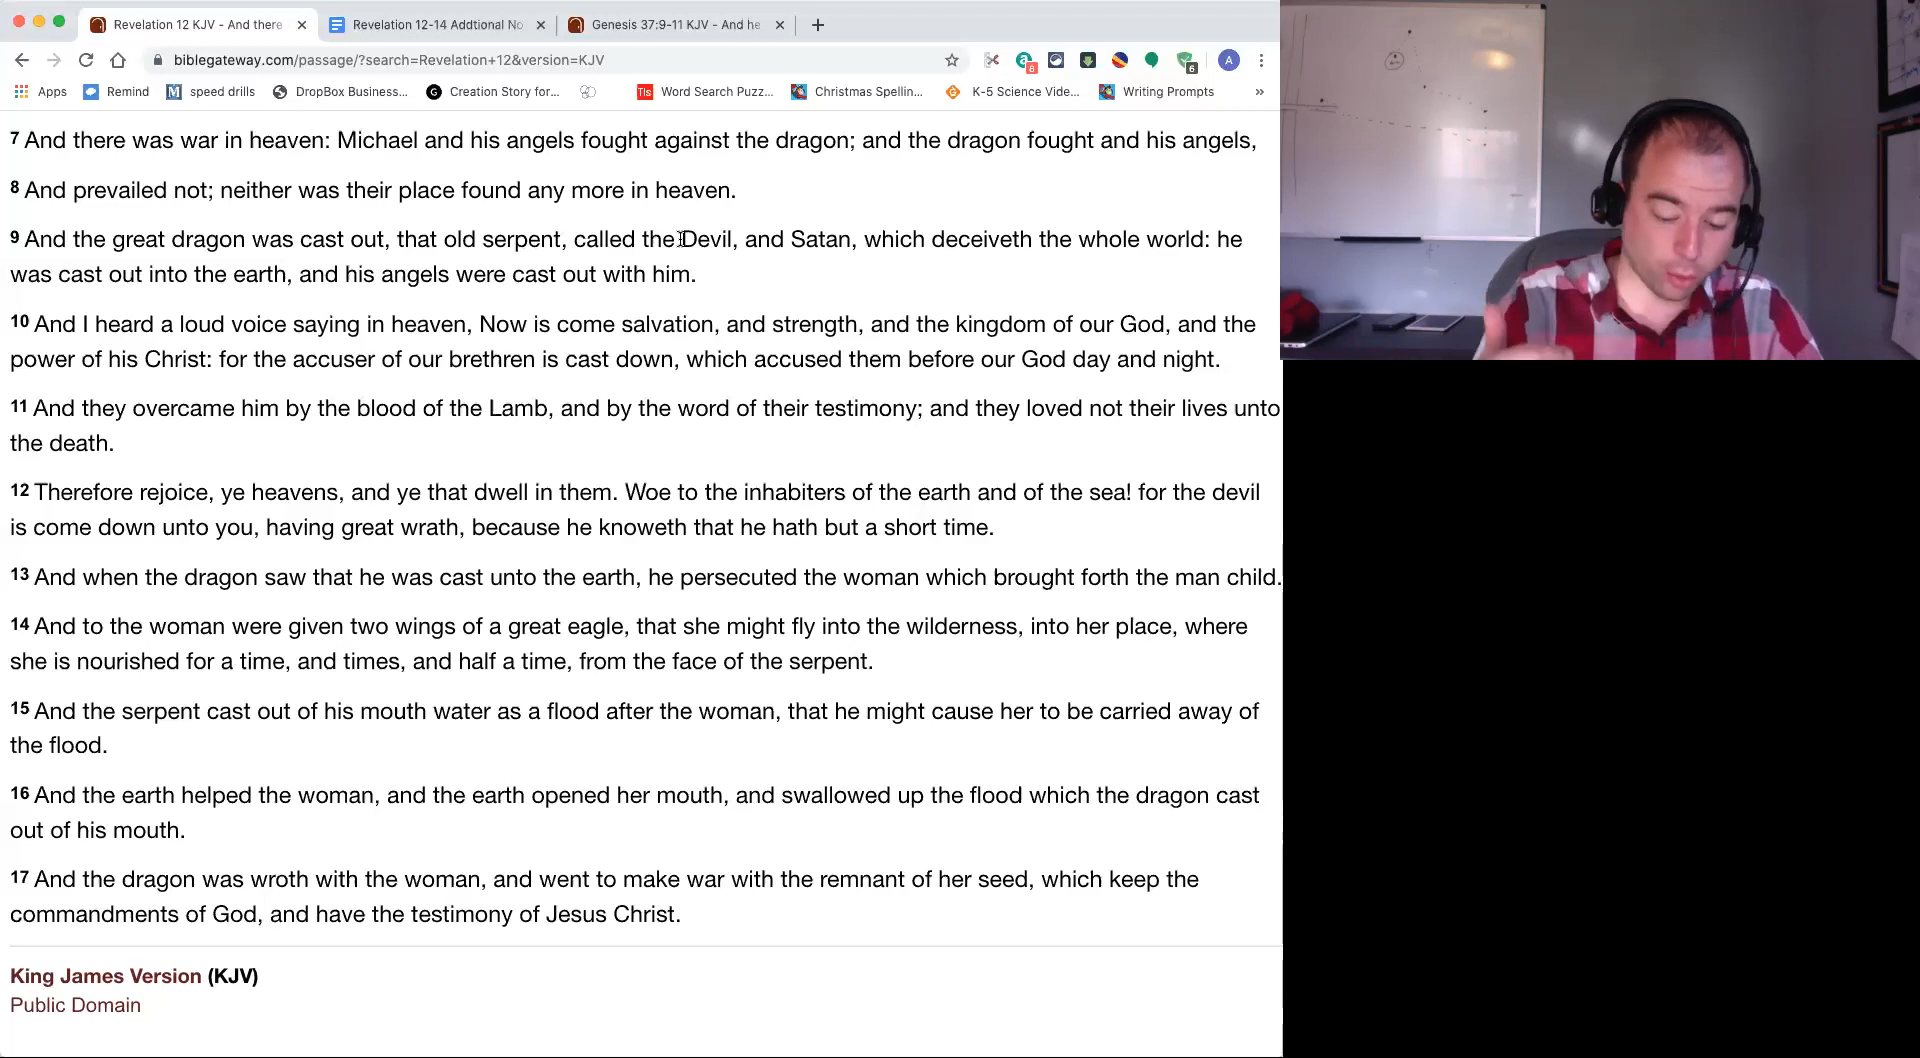 Revelation 12 KJV - And there
Revelation 12-14 Addtional No
Genesis 37:9-11 KJV - And he
biblegateway.com/passage/?search=Revelation+12&version=KJV
8
6
A
Apps
Remind
M speed drills
DropBox Business...
G Creation Story for...
TIs Word Search Puzz...
Christmas Spellin...
K-5 Science Vide...
Writing Prompts
»
7 And there was war in heaven: Michael and his angels fought against the dragon; and the dragon fought and his angels,
8 And prevailed not; neither was their place found any more in heaven.
9 And the great dragon was cast out, that old serpent, called the Devil, and Satan, which deceiveth the whole world: he
was cast out into the earth, and his angels were cast out with him.
10 And I heard a loud voice saying in heaven, Now is come salvation, and strength, and the kingdom of our God, and the
power of his Christ: for the accuser of our brethren is cast down, which accused them before our God day and night.
11 And they overcame him by the blood of the Lamb, and by the word of their testimony; and they loved not their lives unto
the death.
12 Therefore rejoice, ye heavens, and ye that dwell in them. Woe to the inhabiters of the earth and of the sea! for the devil
is come down unto you, having great wrath, because he knoweth that he hath but a short time.
13 And when the dragon saw that he was cast unto the earth, he persecuted the woman which brought forth the man child.
14 And to the woman were given two wings of a great eagle, that she might fly into the wilderness, into her place, where
she is nourished for a time, and times, and half a time, from the face of the serpent.
15 And the serpent cast out of his mouth water as a flood after the woman, that he might cause her to be carried away of
the flood.
16 And the earth helped the woman, and the earth opened her mouth, and swallowed up the flood which the dragon cast
out of his mouth.
17 And the dragon was wroth with the woman, and went to make war with the remnant of her seed, which keep the
commandments of God, and have the testimony of Jesus Christ.
King James Version (KJV)
Public Domain